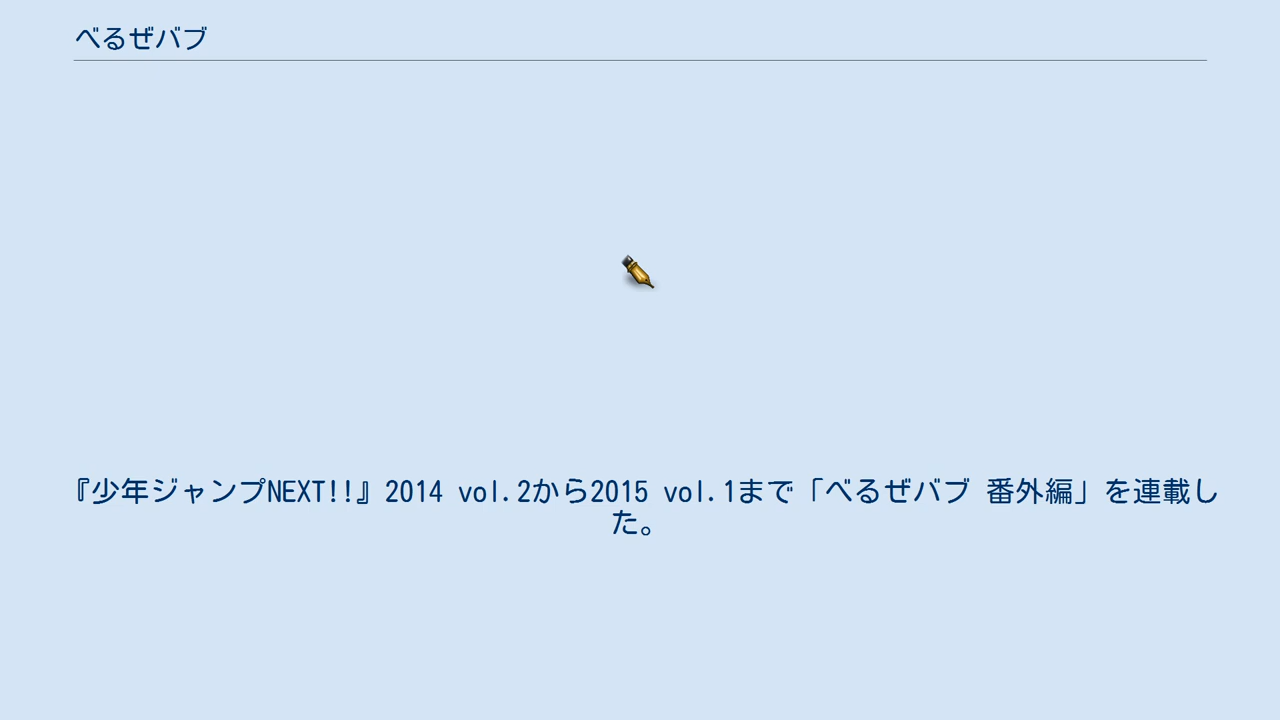 べるぜバブ
『少年ジャンプNEXT!!』2014 vol.2から2015 vol.1まで「べるぜバブ 番外編」を連載し
た。